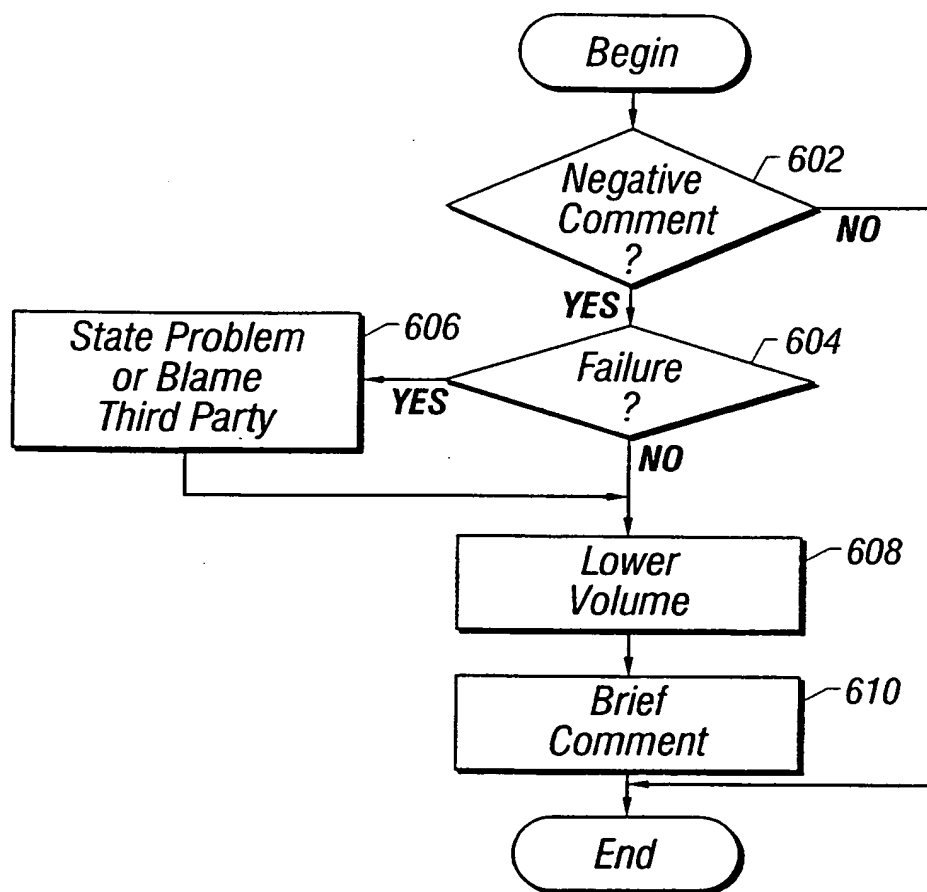 Begin
602
Negative
Comment
?
NO
YES
604
Failure
?
YES
NO
606
State Problem
or Blame
Third Party
608
Lower
Volume
610
Brief
Comment
End